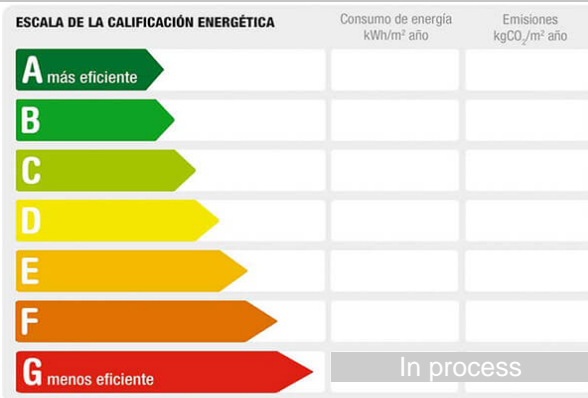 ESCALA DE LA CALIFICACIÓN ENERGÉTICA
Consumo de energía
kWh/m² año
Emisiones
kgCO₂/m² año
A más eficiente
B
C
D
E
F
G menos eficiente
In process